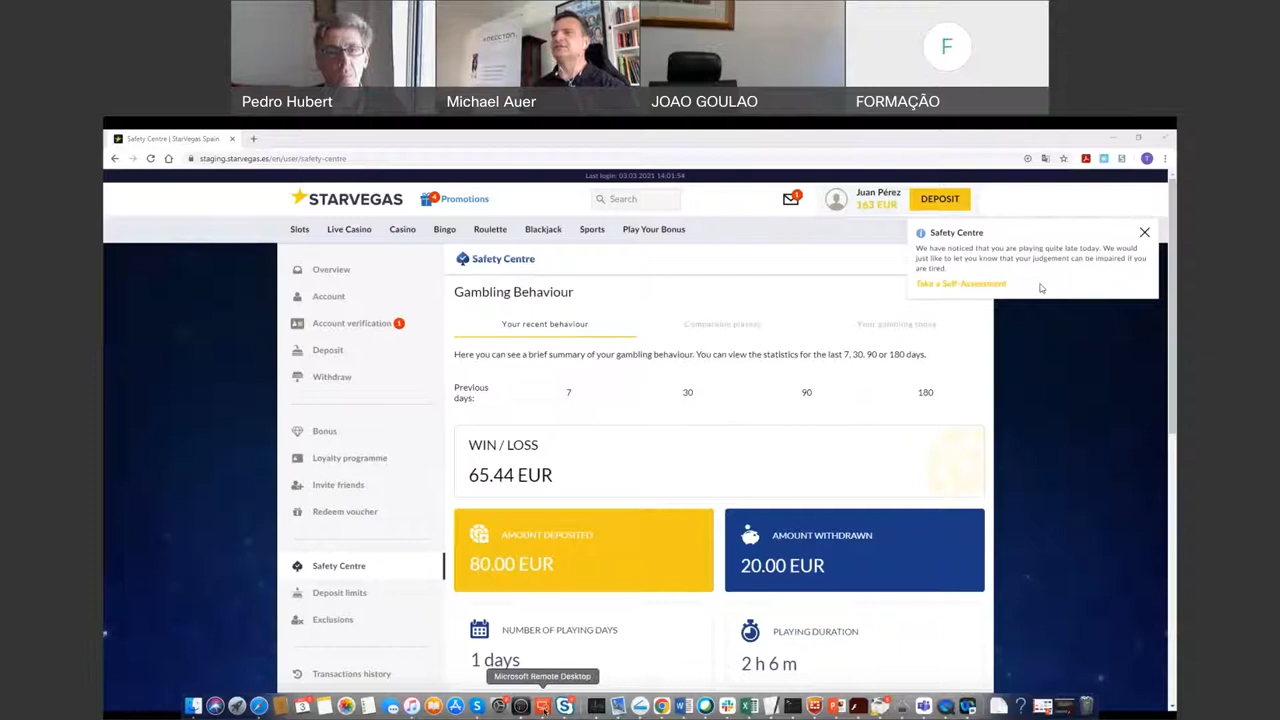 F
Pedro Hubert
Michael Auer
JOAO GOULAO
FORMAÇÃO
Safety Centre | StarVegas Spain
staging.starvegas.es/en/user/safety-centre
Last login: 03.03.2021 14:01:54
STARVEGAS
4
Promotions
Search
1
Juan Pérez
163 EUR
DEPOSIT
Slots
Live Casino
Casino
Bingo
Roulette
Blackjack
Sports
Play Your Bonus
Safety Centre
We have noticed that you are playing quite late today. We would
just like to let you know that your judgement can be impaired if you
are tired.
Take a Self-Assessment
Overview
Account
Account verification 1
Deposit
Withdraw
Bonus
Loyalty programme
Invite friends
Redeem voucher
Safety Centre
Deposit limits
Exclusions
Transactions history
Safety Centre
Gambling Behaviour
Your recent behaviour
Comparable players
Here you can see a brief summary of your gambling behaviour. You can view the statistics for the last 7, 30, 90 or 180 days.
Previous
days:
7
30
90
180
WIN / LOSS
65.44 EUR
AMOUNT DEPOSITED
80.00 EUR
AMOUNT WITHDRAWN
20.00 EUR
NUMBER OF PLAYING DAYS
1 days
PLAYING DURATION
2 h 6 m
Microsoft Remote Desktop